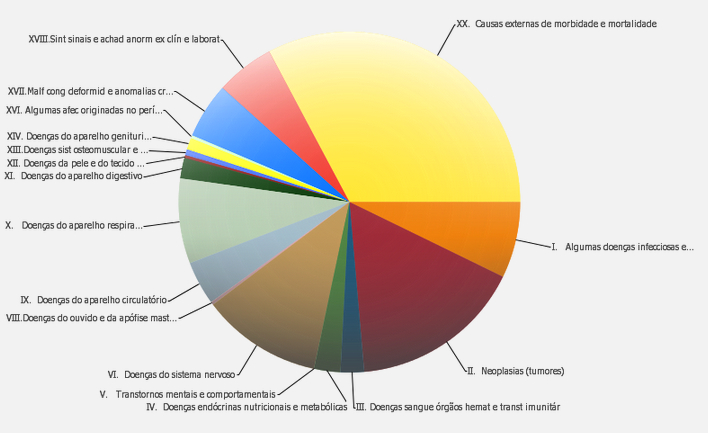 XX. Causas externas de morbidade e mortalidade
XVIII.Sint sinais e achad anorm ex clín e laborat
XVII.Malf cong deformid e anomalias cr...
XVI. Algumas afec originadas no perí...
XIV. Doenças do aparelho genituri...
XIII.Doenças sist osteomuscular e ...
XII. Doenças da pele e do tecido ...
XI. Doenças do aparelho digestivo
X. Doenças do aparelho respira...
I. Algumas doenças infecciosas e...
IX. Doenças do aparelho circulatório
VIII.Doenças do ouvido e da apófise mast...
VI. Doenças do sistema nervoso
II. Neoplasias (tumores)
V. Transtornos mentais e comportamentais
IV. Doenças endócrinas nutricionais e metabólicas
III. Doenças sangue órgãos hemat e transt imunitár